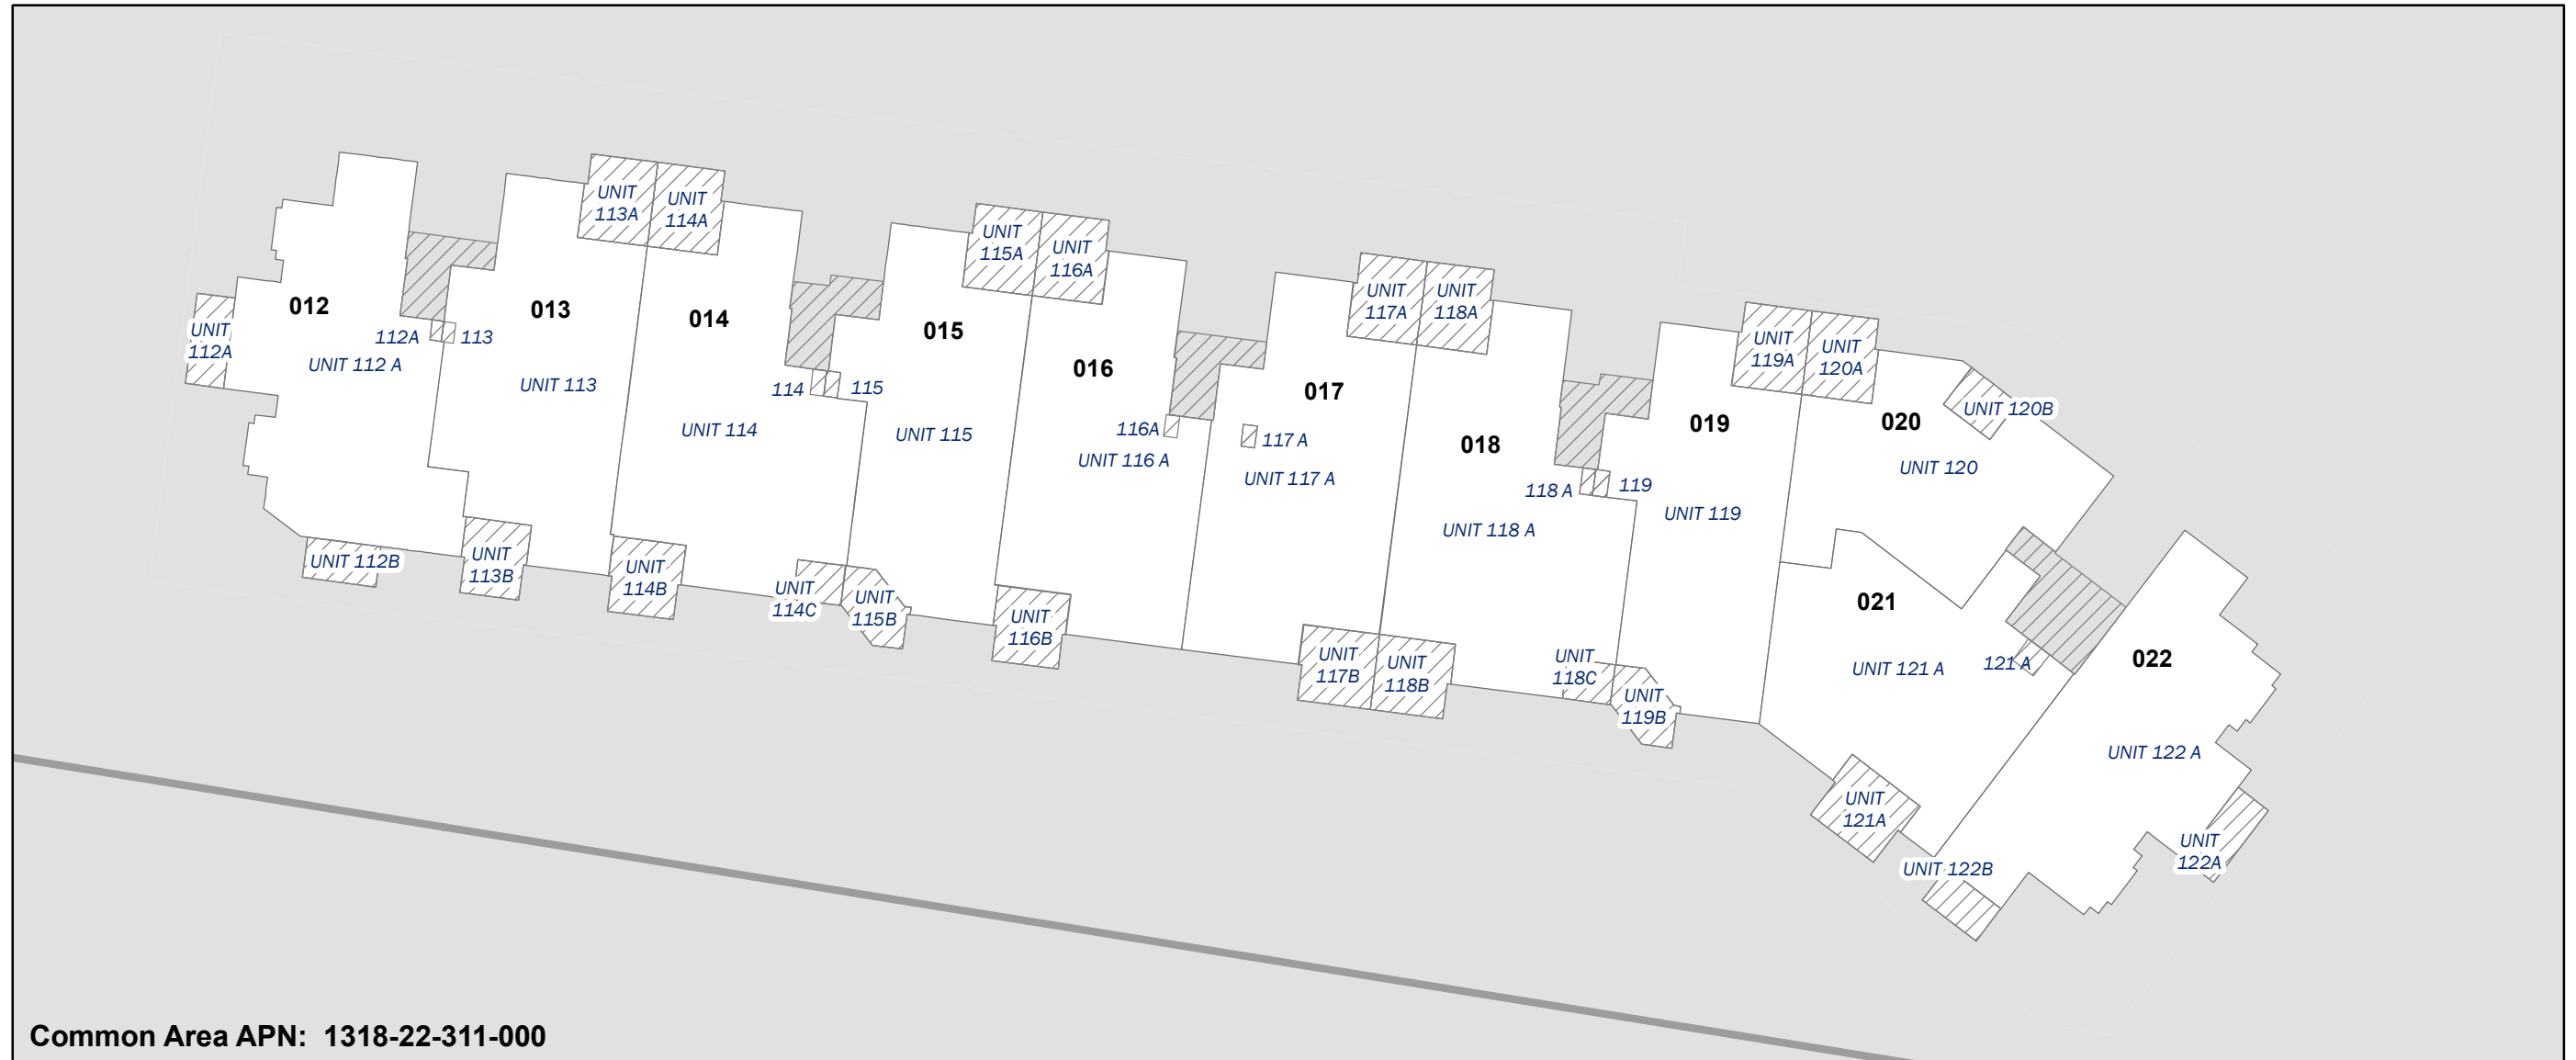 UNIT
113A
UNIT
114A
UNIT
115A
UNIT
116A
UNIT
117A
UNIT
118A
UNIT
119A
UNIT
120A
UNIT 120B
012
013
014
015
016
017
018
019
020
UNIT
112A
112A
113
UNIT 112 A
UNIT 113
114
115
UNIT 114
UNIT 115
116A
UNIT 116 A
117 A
UNIT 117 A
118 A
119
UNIT 118 A
UNIT 119
UNIT 120
UNIT 112B
UNIT
113B
UNIT
114B
UNIT
114C
UNIT
115B
UNIT
116B
UNIT
117B
UNIT
118B
UNIT
118C
UNIT
119B
021
UNIT 121 A
121 A
022
UNIT 122 A
UNIT
121A
UNIT 122B
UNIT
122A
Common Area APN: 1318-22-311-000